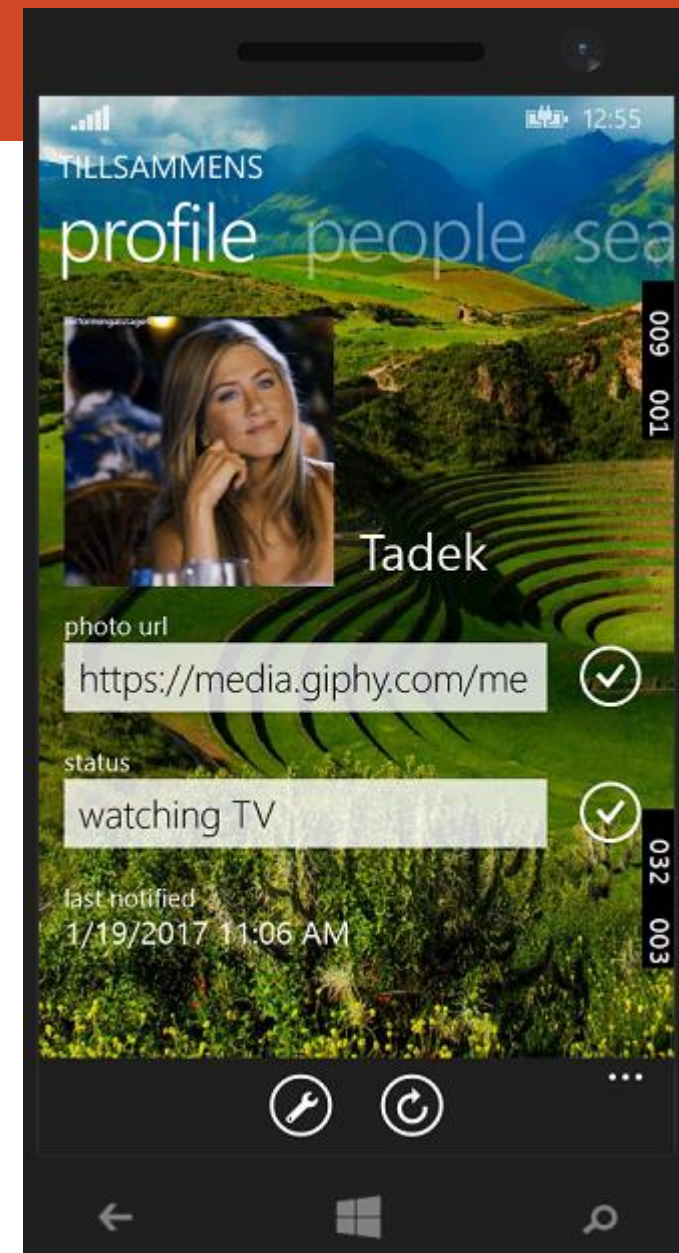 12:55
TILLSAMMENS
profile people sea
009 001
Tadek
photo url
https://media.giphy.com/me
status
watching TV
032 003
last notified
1/19/2017 11:06 AM